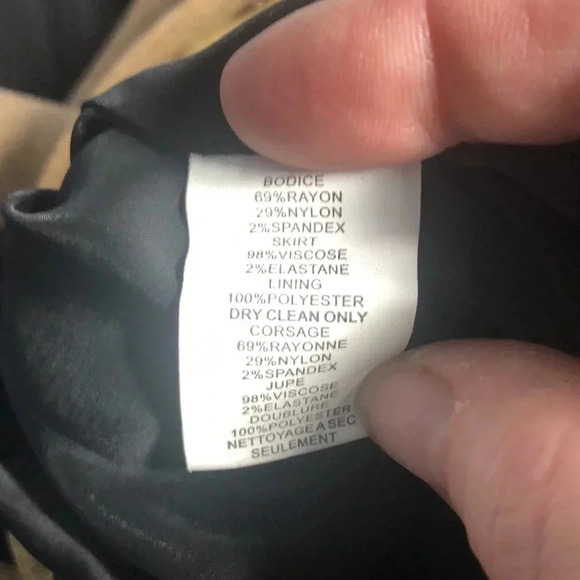 BODICE
69%RAYON
29%NYLON
2%SPANDEX
SKIRT
98%VISCOSE
2%ELASTANE
LINING
100%POLYESTER
DRY CLEAN ONLY
CORSAGE
69%RAYONNE
29%NYLON
2%SPANDEX
JUPE
98%VISCOSE
2%ELASTANE
DOUBLURE
100%POLYESTER
NETTOYAGE A SEC
SEULEMENT